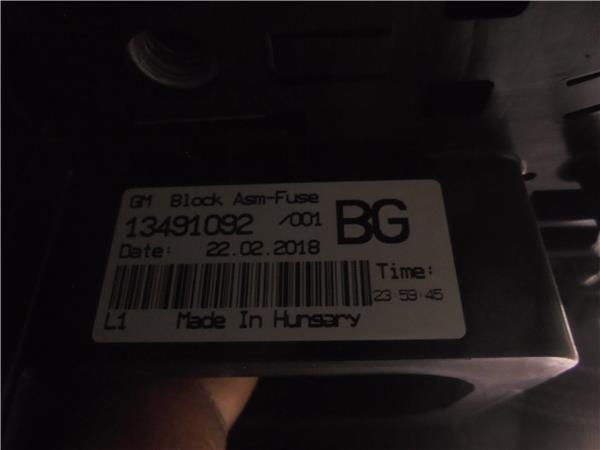 GM Block Asm-Fuse
13491092 /001 BG
Date: 22.02.2018
Time:
23:59:45
L1 Made In Hungary